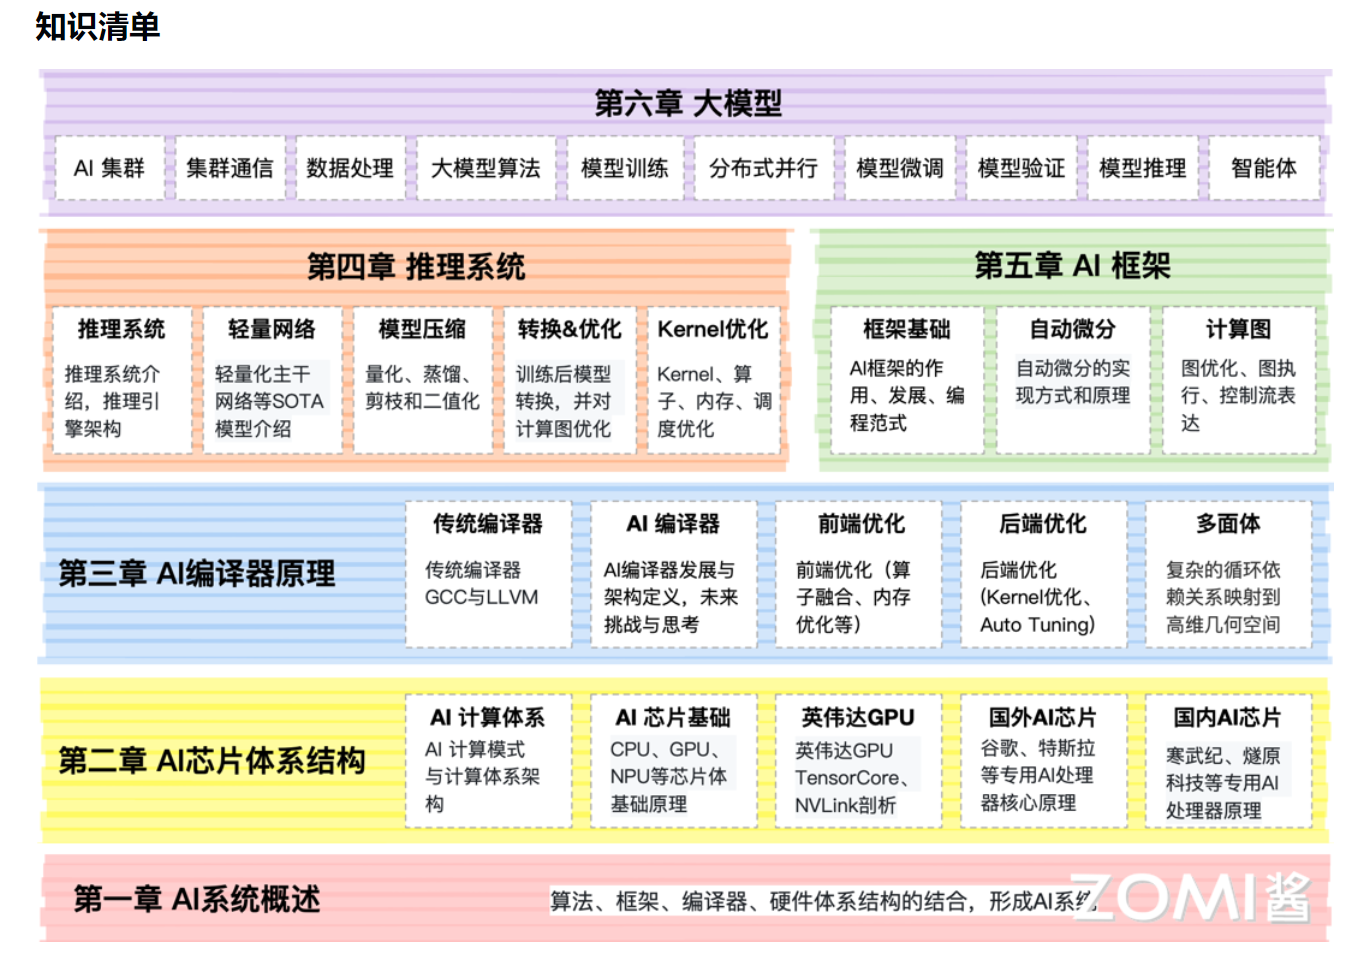 知识清单
第六章 大模型
AI 集群
集群通信
数据处理
大模型算法
模型训练
分布式并行
模型微调
模型验证
模型推理
智能体
第四章 推理系统
推理系统
推理系统介
绍，推理引
擎架构
轻量网络
轻量化主干
网络等SOTA
模型介绍
模型压缩
量化、蒸馏、
剪枝和二值化
转换&优化
训练后模型
转换，并对
计算图优化
Kernel优化
Kernel、算
子、内存、调
度优化
第五章 AI 框架
框架基础
AI框架的作
用、发展、编
程范式
自动微分
自动微分的实
现方式和原理
计算图
图优化、图执
行、控制流表
达
第三章 AI编译器原理
传统编译器
传统编译器
GCC与LLVM
AI 编译器
AI编译器发展与
架构定义，未来
挑战与思考
前端优化
前端优化（算
子融合、内存
优化等）
后端优化
后端优化
(Kernel优化、
Auto Tuning)
多面体
复杂的循环依
赖关系映射到
高维几何空间
第二章 AI芯片体系结构
AI 计算体系
AI 计算模式
与计算体系架
构
AI 芯片基础
CPU、GPU、
NPU等芯片体
基础原理
英伟达GPU
英伟达GPU
TensorCore、
NVLink剖析
国外AI芯片
谷歌、特斯拉
等专用AI处理
器核心原理
国内AI芯片
寒武纪、燧原
科技等专用AI
处理器原理
第一章 AI系统概述
算法、框架、编译器、硬件体系结构的结合，形成AI系统
ZOMI酱